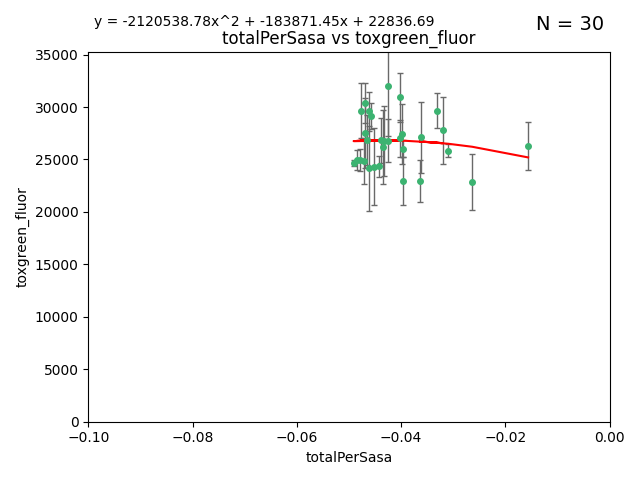 y = -2120538.78x^2 + -183871.45x + 22836.69
N = 30
totalPerSasa vs toxgreen_fluor
35000
30000
25000
20000
15000
10000
5000
0
toxgreen_fluor
−0.10 −0.08 −0.06 −0.04 −0.02 0.00
totalPerSasa